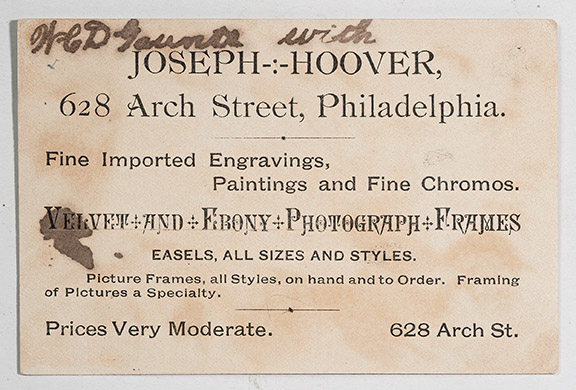 W C D Gaunte with
JOSEPH-:-HOOVER,
628 Arch Street, Philadelphia.
Fine Imported Engravings,
Paintings and Fine Chromos.
VELVET AND EBONY PHOTOGRAPH FRAMES
EASELS, ALL SIZES AND STYLES.
Picture Frames, all Styles, on hand and to Order. Framing
of Pictures a Specialty.
Prices Very Moderate. 628 Arch St.